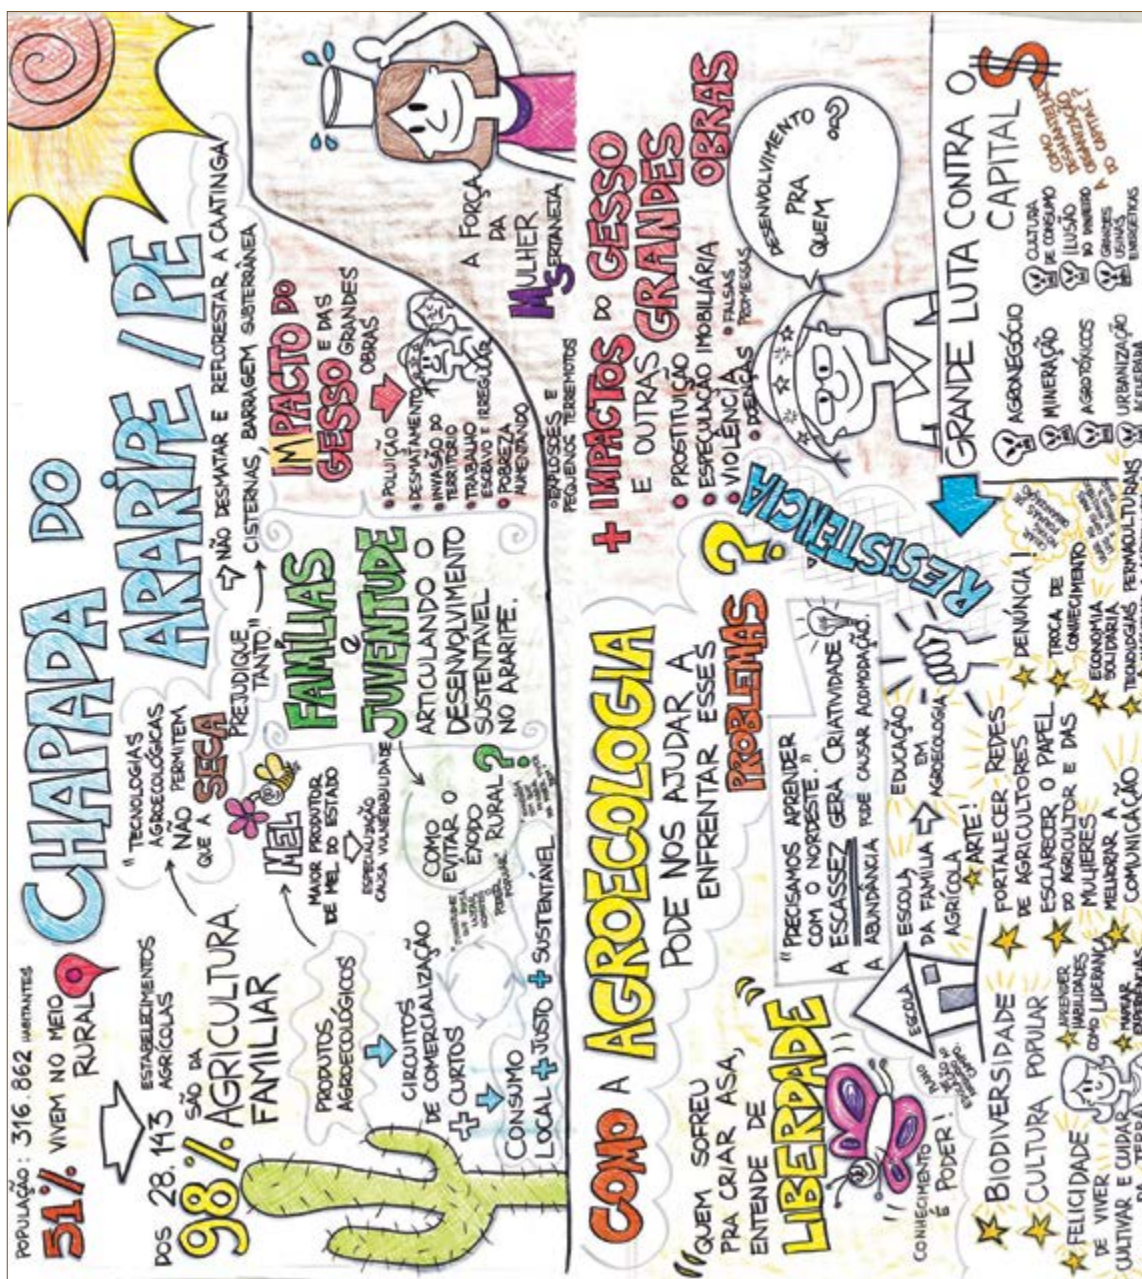 POPULAÇÃO: 316.862 HABITANTES
51% VIVEM NO MEIO
RURAL
DOS 28.143 ESTABELECIMENTOS
AGRÍCOLAS
98% SÃO DA
AGRICULTURA
FAMILIAR
CHAPADA DO
ARARIPE / PE
"TECNOLOGIAS
AGROECOLÓGICAS
NÃO PERMITEM
QUE A SECA
PREJUDIQUE
TANTO."
NÃO DESMATAR E REFLORESTAR A CAATINGA
CISTERNAS, BARRAGEM SUBTERRÂNEA
PRODUTOS
AGROECOLÓGICOS
CIRCUITOS
DE COMERCIALIZAÇÃO
+ CURTOS
CONSUMO
LOCAL + JUSTO + SUSTENTÁVEL
MEL
MAIOR PRODUTOR
DE MEL DO ESTADO
ESPECIALIZAÇÃO
CAUSA VULNERABILIDADE
COMO
EVITAR O
ÊXODO
RURAL?
FAMÍLIAS
e
JUVENTUDE
ARTICULANDO O
DESENVOLVIMENTO
SUSTENTÁVEL
NO ARARIPE.
IMPACTO DO
GESSO E DAS
GRANDES
OBRAS
POLUIÇÃO
DESMATAMENTO
INVASÃO DO
TERRITÓRIO
TRABALHO
ESCRAVO E IRREGULAR
POBREZA
AUMENTANDO
EXPLOSÕES E
PEQUENOS TERREMOTOS
A FORÇA
DA
MULHER
SERTANEJA
COMO A AGROECOLOGIA
PODE NOS AJUDAR A
ENFRENTAR ESSES
PROBLEMAS?
"QUEM SOFREU
PRA CRIAR ASA,
ENTENDE DE
LIBERDADE"
"PRECISAMOS APRENDER
COM O NORDESTE."
A ESCASSEZ GERA CRIATIVIDADE
A ABUNDÂNCIA PODE CAUSAR ACOMODAÇÃO.
ESCOLA
ESCOLA
DA FAMÍLIA
AGRÍCOLA
EDUCAÇÃO
EM
AGROECOLOGIA
ARTE!
CONHECIMENTO
É PODER!
+ IMPACTOS DO GESSO
E OUTRAS GRANDES
OBRAS
PROSTITUIÇÃO
ESPECULAÇÃO IMOBILIÁRIA
VIOLÊNCIA
FALSAS
PROMESSAS
DOENÇAS
DESENVOLVIMENTO
PRA
QUEM
?
RESISTÊNCIA
BIODIVERSIDADE
CULTURA POPULAR
FELICIDADE
DE VIVER
CULTIVAR E CUIDAR
DA TERRA
APRENDER
HABILIDADES
COMO LIDERANÇA
MAPEAR
EXPERIÊNCIAS
FORTALECER REDES
DE AGRICULTORES
ESCLARECER O PAPEL
DO AGRICULTOR E DAS
MULHERES
MELHORAR A
COMUNICAÇÃO
DENÚNCIA!
TROCA DE
CONHECIMENTO
ECONOMIA
SOLIDÁRIA
TECNOLOGIAS PERMACULTURAIS
GRANDE LUTA CONTRA O
CAPITAL $
AGRONEGÓCIO
MINERAÇÃO
AGROTÓXICOS
URBANIZAÇÃO
CULTURA
DE CONSUMO
ILUSÃO
DO DINHEIRO
GRANDES
USINAS
ENERGÉTICAS
COMO
DESMANTELAR
A ORGANIZAÇÃO
DO CAPITAL?